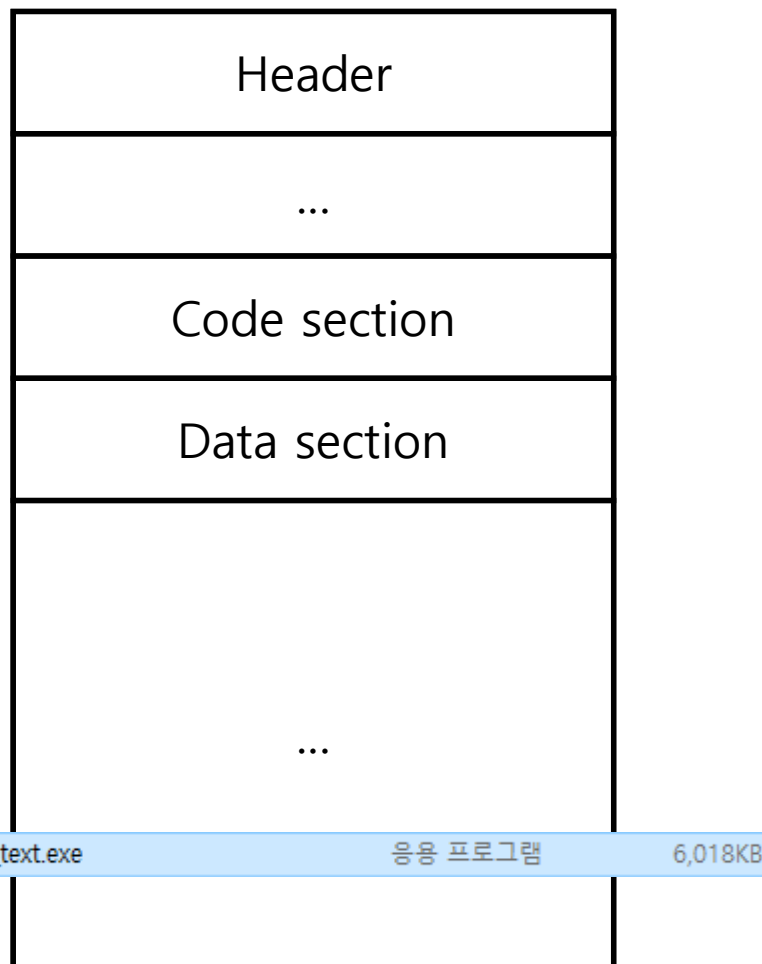 Header
...
Code section
Data section
...
text.exe 응용 프로그램 6,018KB